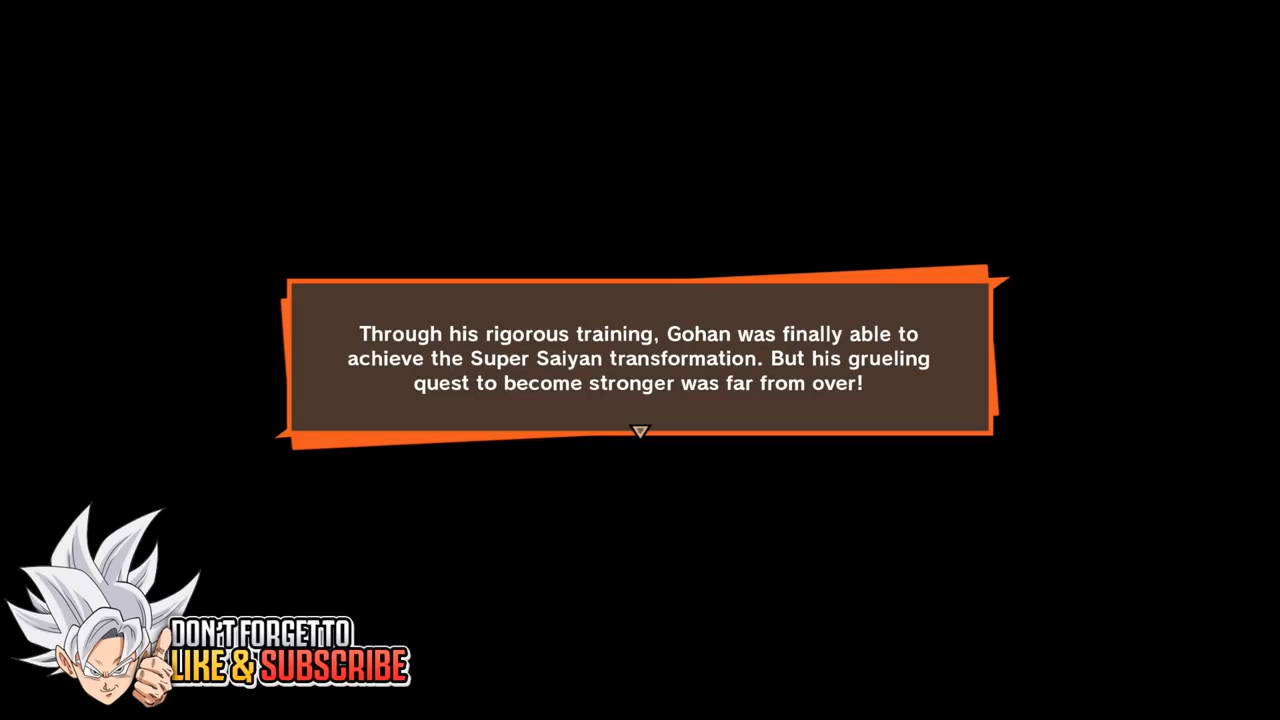 Through his rigorous training, Gohan was finally able to
achieve the Super Saiyan transformation. But his grueling
quest to become stronger was far from over!
DON'T FORGET TO
LIKE & SUBSCRIBE